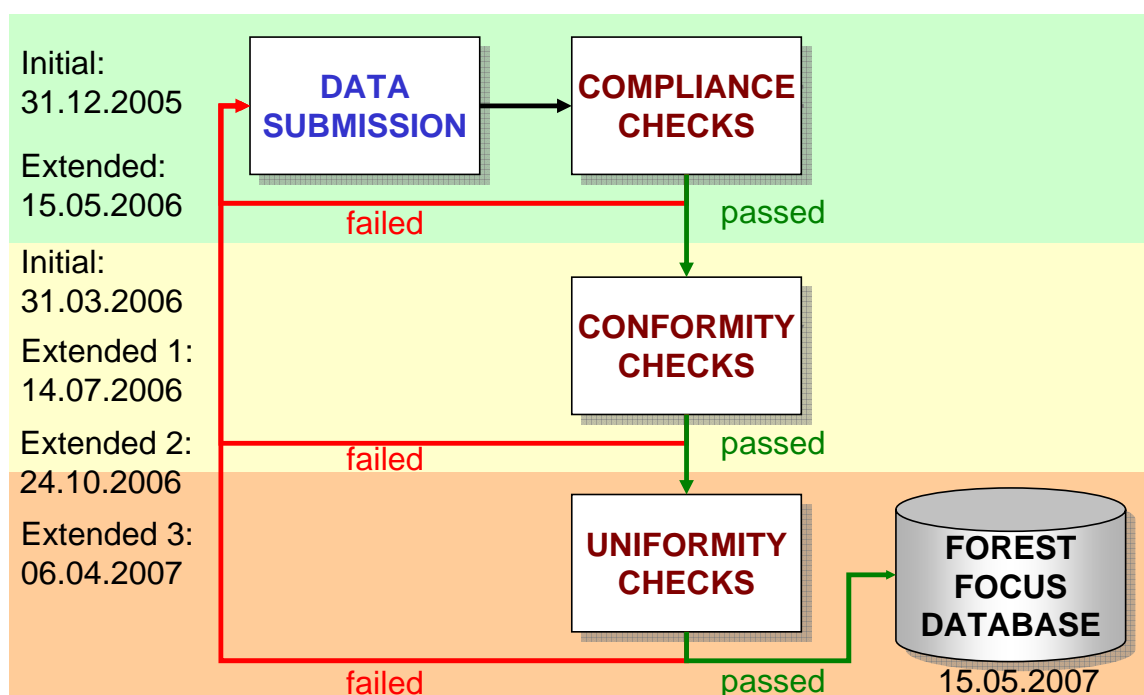 Initial:
31.12.2005
Extended:
15.05.2006
DATA
SUBMISSION
COMPLIANCE
CHECKS
failed
passed
Initial:
31.03.2006
Extended 1:
14.07.2006
Extended 2:
24.10.2006
CONFORMITY
CHECKS
failed
passed
Extended 3:
06.04.2007
UNIFORMITY
CHECKS
FOREST
FOCUS
DATABASE
failed
passed
15.05.2007